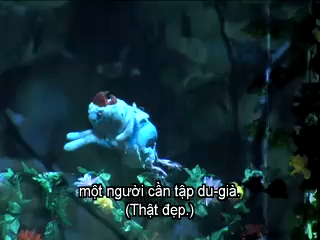 một người cần tập du-già.
(Thật đẹp.)